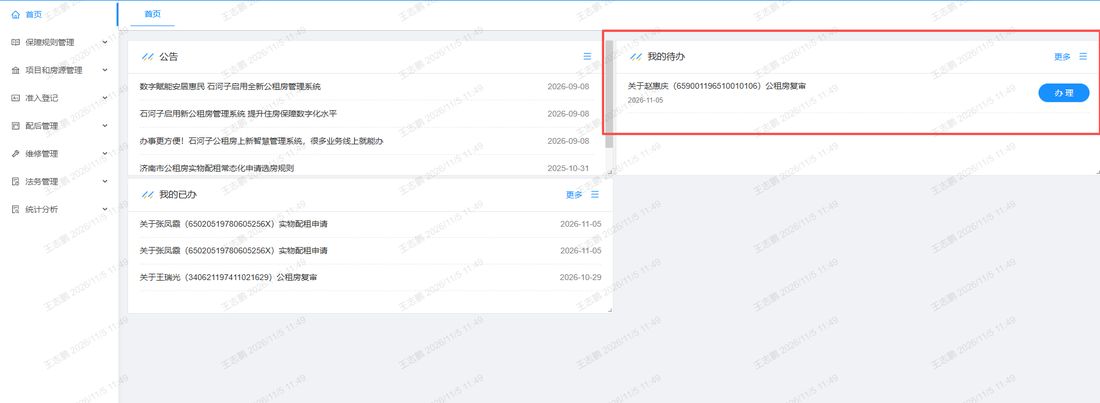 首页
保障规则管理
项目和房源管理
准入登记
配后管理
维修管理
法务管理
统计分析
首页
公告
数字赋能安居惠民 石河子启用全新公租房管理系统 2026-09-08
石河子启用新公租房管理系统 提升住房保障数字化水平 2026-09-08
办事更方便！石河子公租房上新智慧管理系统，很多业务线上就能办 2026-09-08
济南市公租房实物配租常态化申请选房规则 2025-10-31
我的待办 更多
关于赵惠庆（659001196510010106）公租房复审
2026-11-05
办 理
我的已办 更多
关于张凤霞（65020519780605256X）实物配租申请 2026-11-05
关于张凤霞（65020519780605256X）实物配租申请 2026-11-05
关于王瑞光（340621197411021629）公租房复审 2026-10-29
王志鹏 2026/11/5 11:49